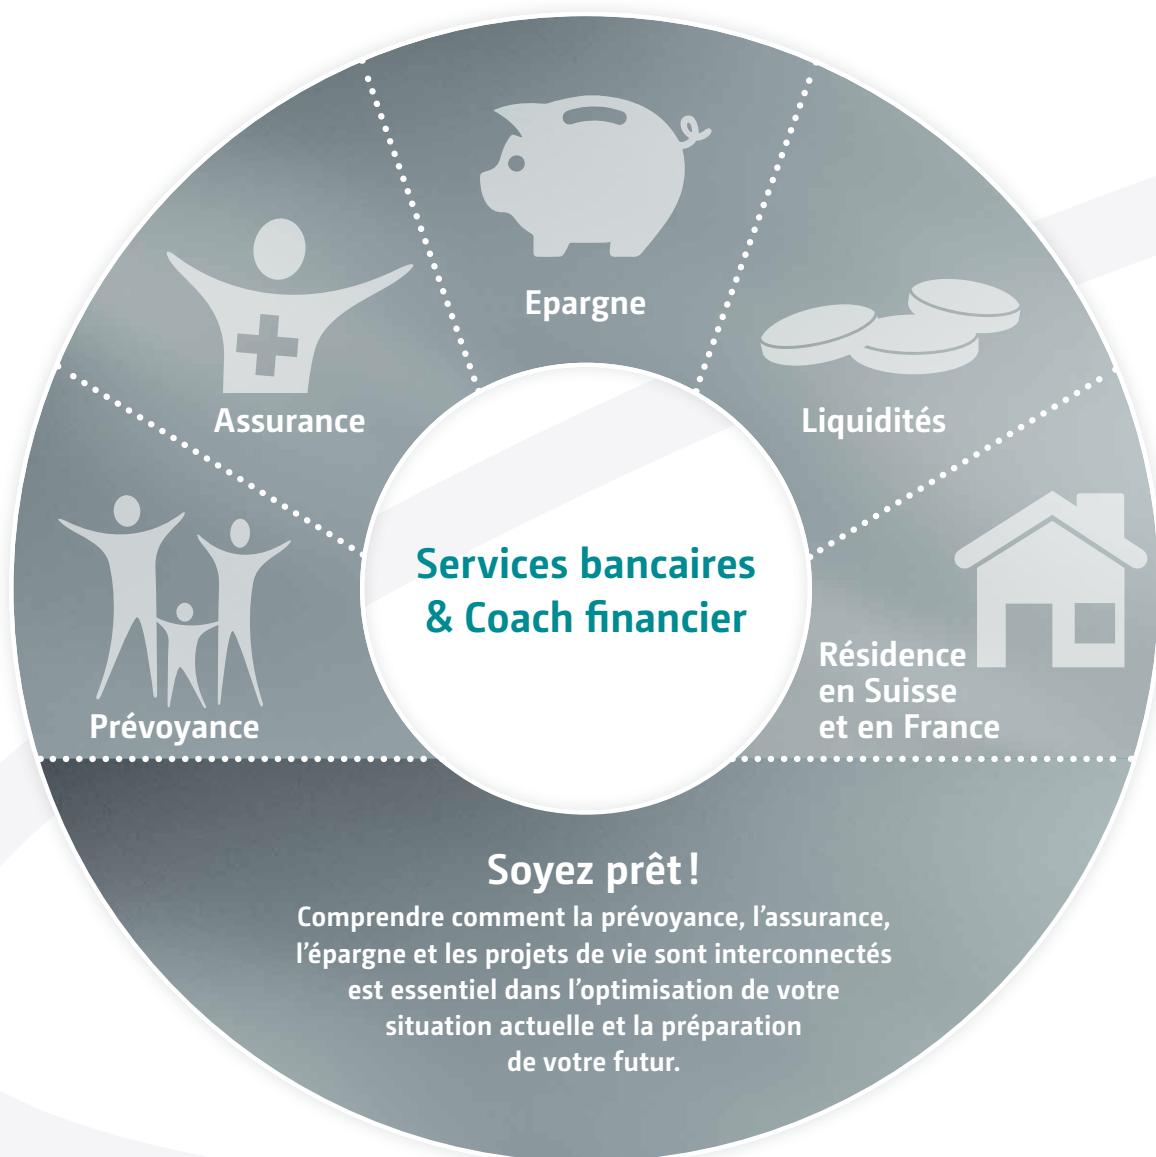 Epargne
Assurance
Liquidités
Services bancaires
& Coach financier
Résidence
en Suisse
et en France
Prévoyance
Soyez prêt !
Comprendre comment la prévoyance, l’assurance,
l’épargne et les projets de vie sont interconnectés
est essentiel dans l’optimisation de votre
situation actuelle et la préparation
de votre futur.